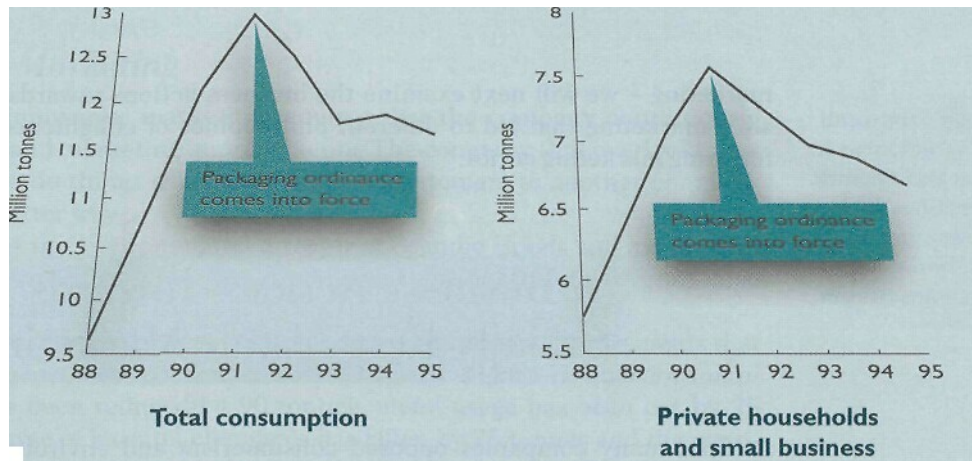 13
12.5
12
11.5
11
10.5
10
9.5
Million tonnes
88 89 90 91 92 93 94 95
Packaging ordinance
comes into force
Total consumption
8
7.5
7
6.5
6
5.5
Million tonnes
88 89 90 91 92 93 94 95
Packaging ordinance
comes into force
Private households
and small business